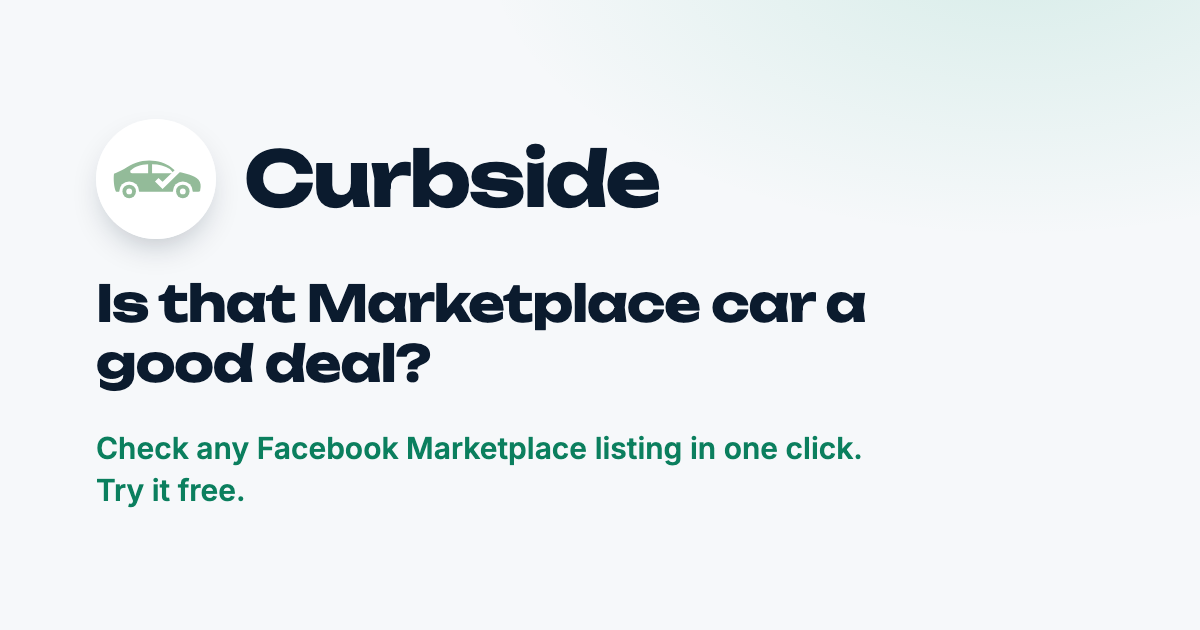 Curbside
Is that Marketplace car a
good deal?
Check any Facebook Marketplace listing in one click.
Try it free.